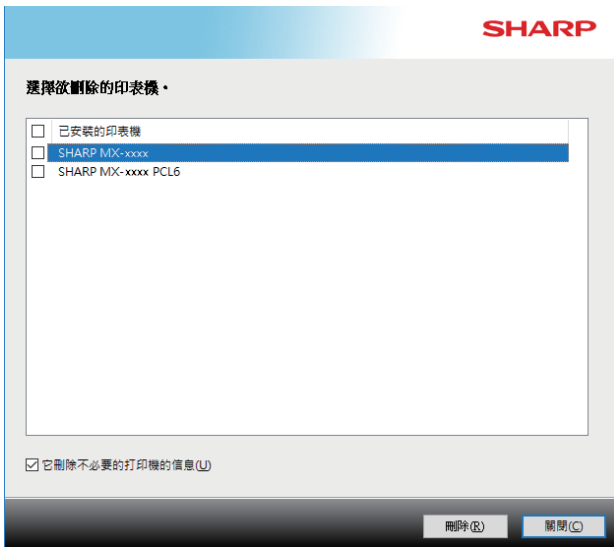 SHARP
選擇欲刪除的印表機。
已安裝的印表機
SHARP MX-xxxx
SHARP MX-xxxx PCL6
它刪除不必要的打印機的信息(U)
刪除(R)
關閉(C)